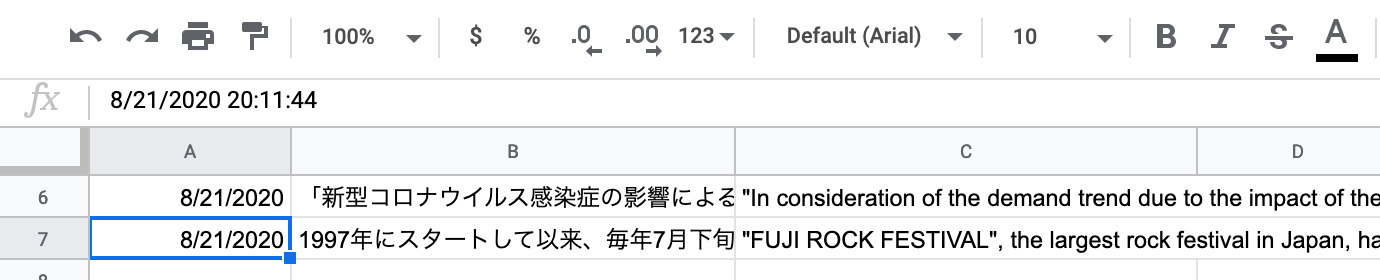 100% $ % .0 .00 123 Default (Arial) 10 B I S A
fx 8/21/2020 20:11:44
A B C D
6 8/21/2020 「新型コロナウイルス感染症の影響による "In consideration of the demand trend due to the impact of the
7 8/21/2020 1997年にスタートして以来、毎年7月下旬 "FUJI ROCK FESTIVAL", the largest rock festival in Japan, ha